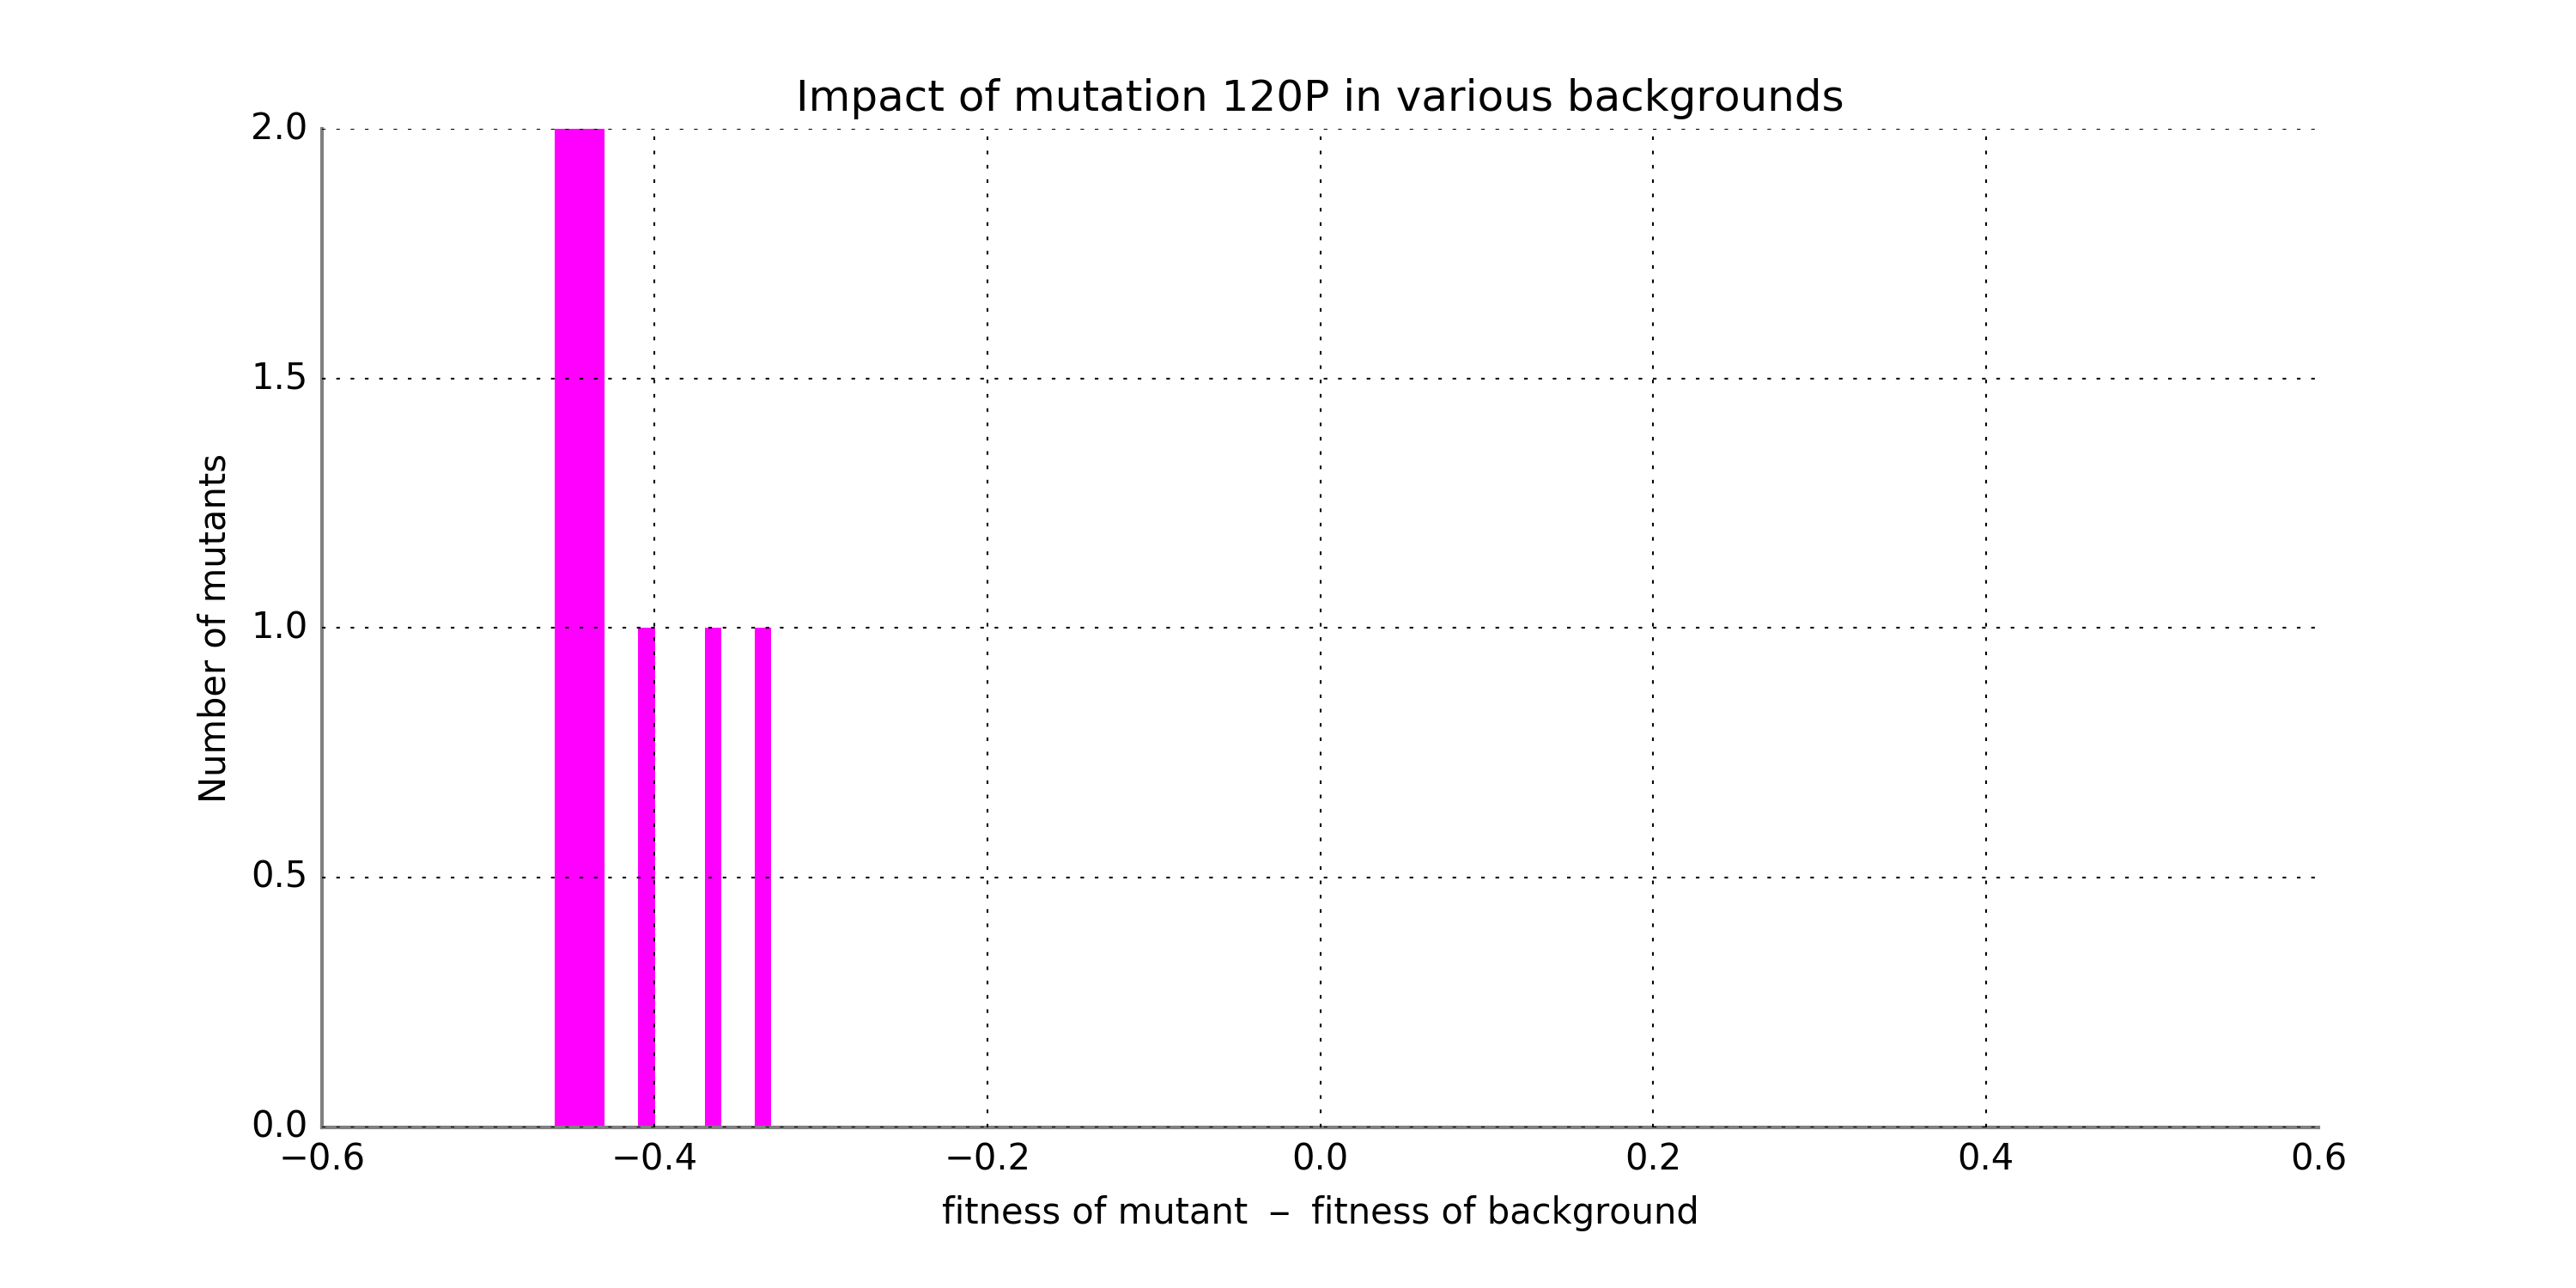 Impact of mutation 120P in various backgrounds
2.0
1.5
1.0
0.5
0.0
Number of mutants
−0.6 −0.4 −0.2 0.0 0.2 0.4 0.6
fitness of mutant − fitness of background